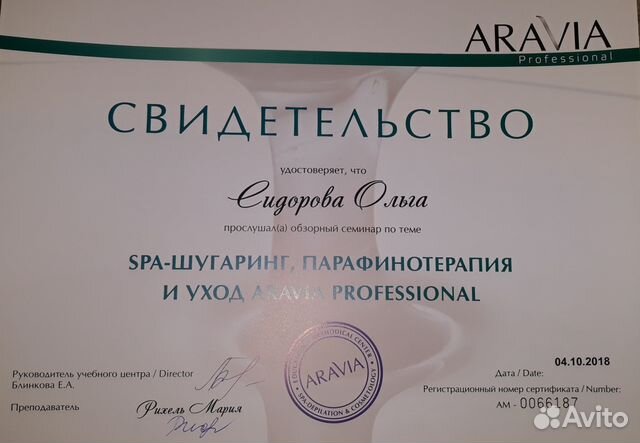 ARAVIA
Professional
СВИДЕТЕЛЬСТВО
удостоверяет, что
Сидорова Ольга
прослушал(а) обзорный семинар по теме
SPA-ШУГАРИНГ, ПАРАФИНОТЕРАПИЯ
И УХОД ARAVIA PROFESSIONAL
Руководитель учебного центра / Director
Блинкова Е.А.
Преподаватель Рихель Мария
ARAVIA
SPA-DEPILATION & COSMETOLOGY
Дата / Date: 04.10.2018
Регистрационный номер сертификата / Number:
АМ - 0066187
Avito